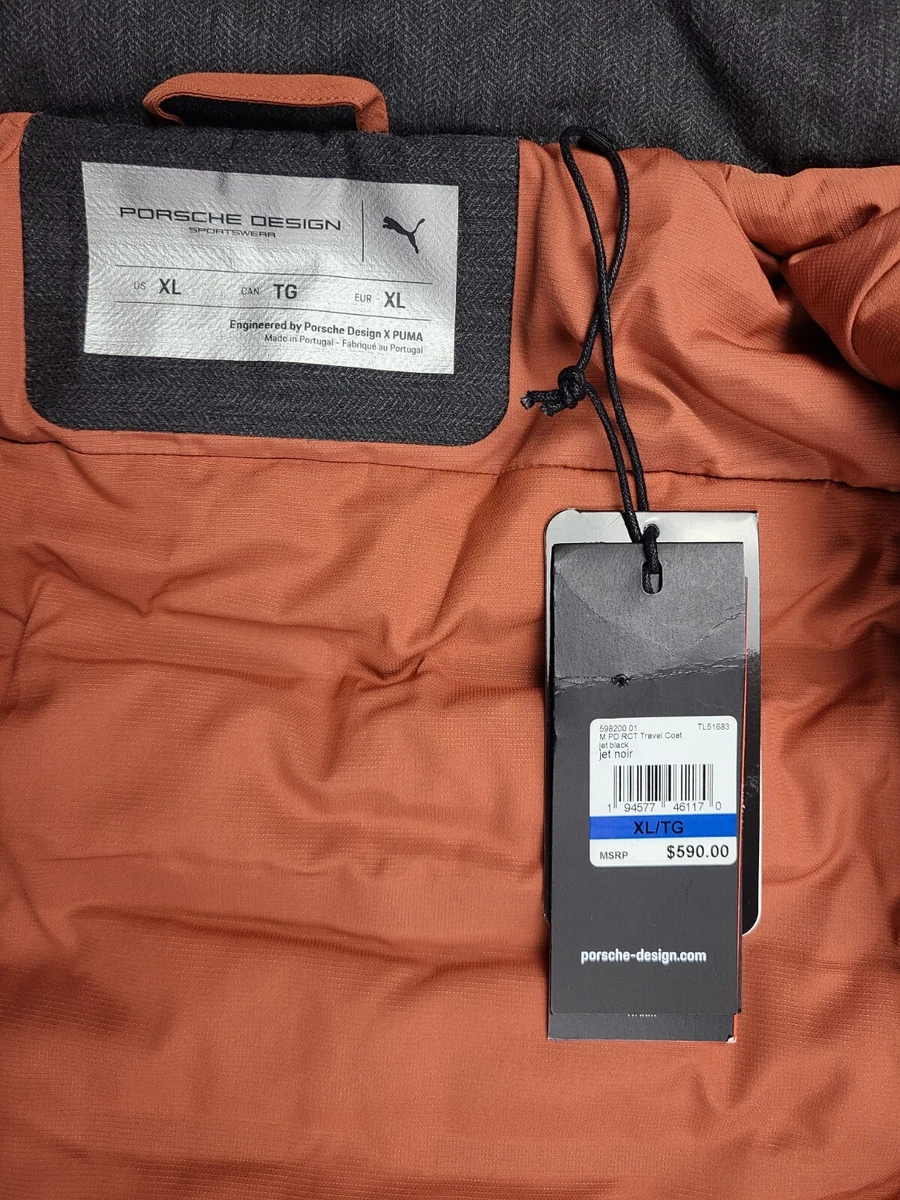 PORSCHE DESIGN
SPORTSWEAR
US XL CAN TG EUR XL
Engineered by Porsche Design X PUMA
Made in Portugal - Fabriqué au Portugal
598200 01 TL51683
M PD RCT Travel Coat
jet black
jet noir
1 94577 46117 0
XL/TG
MSRP $590.00
porsche-design.com